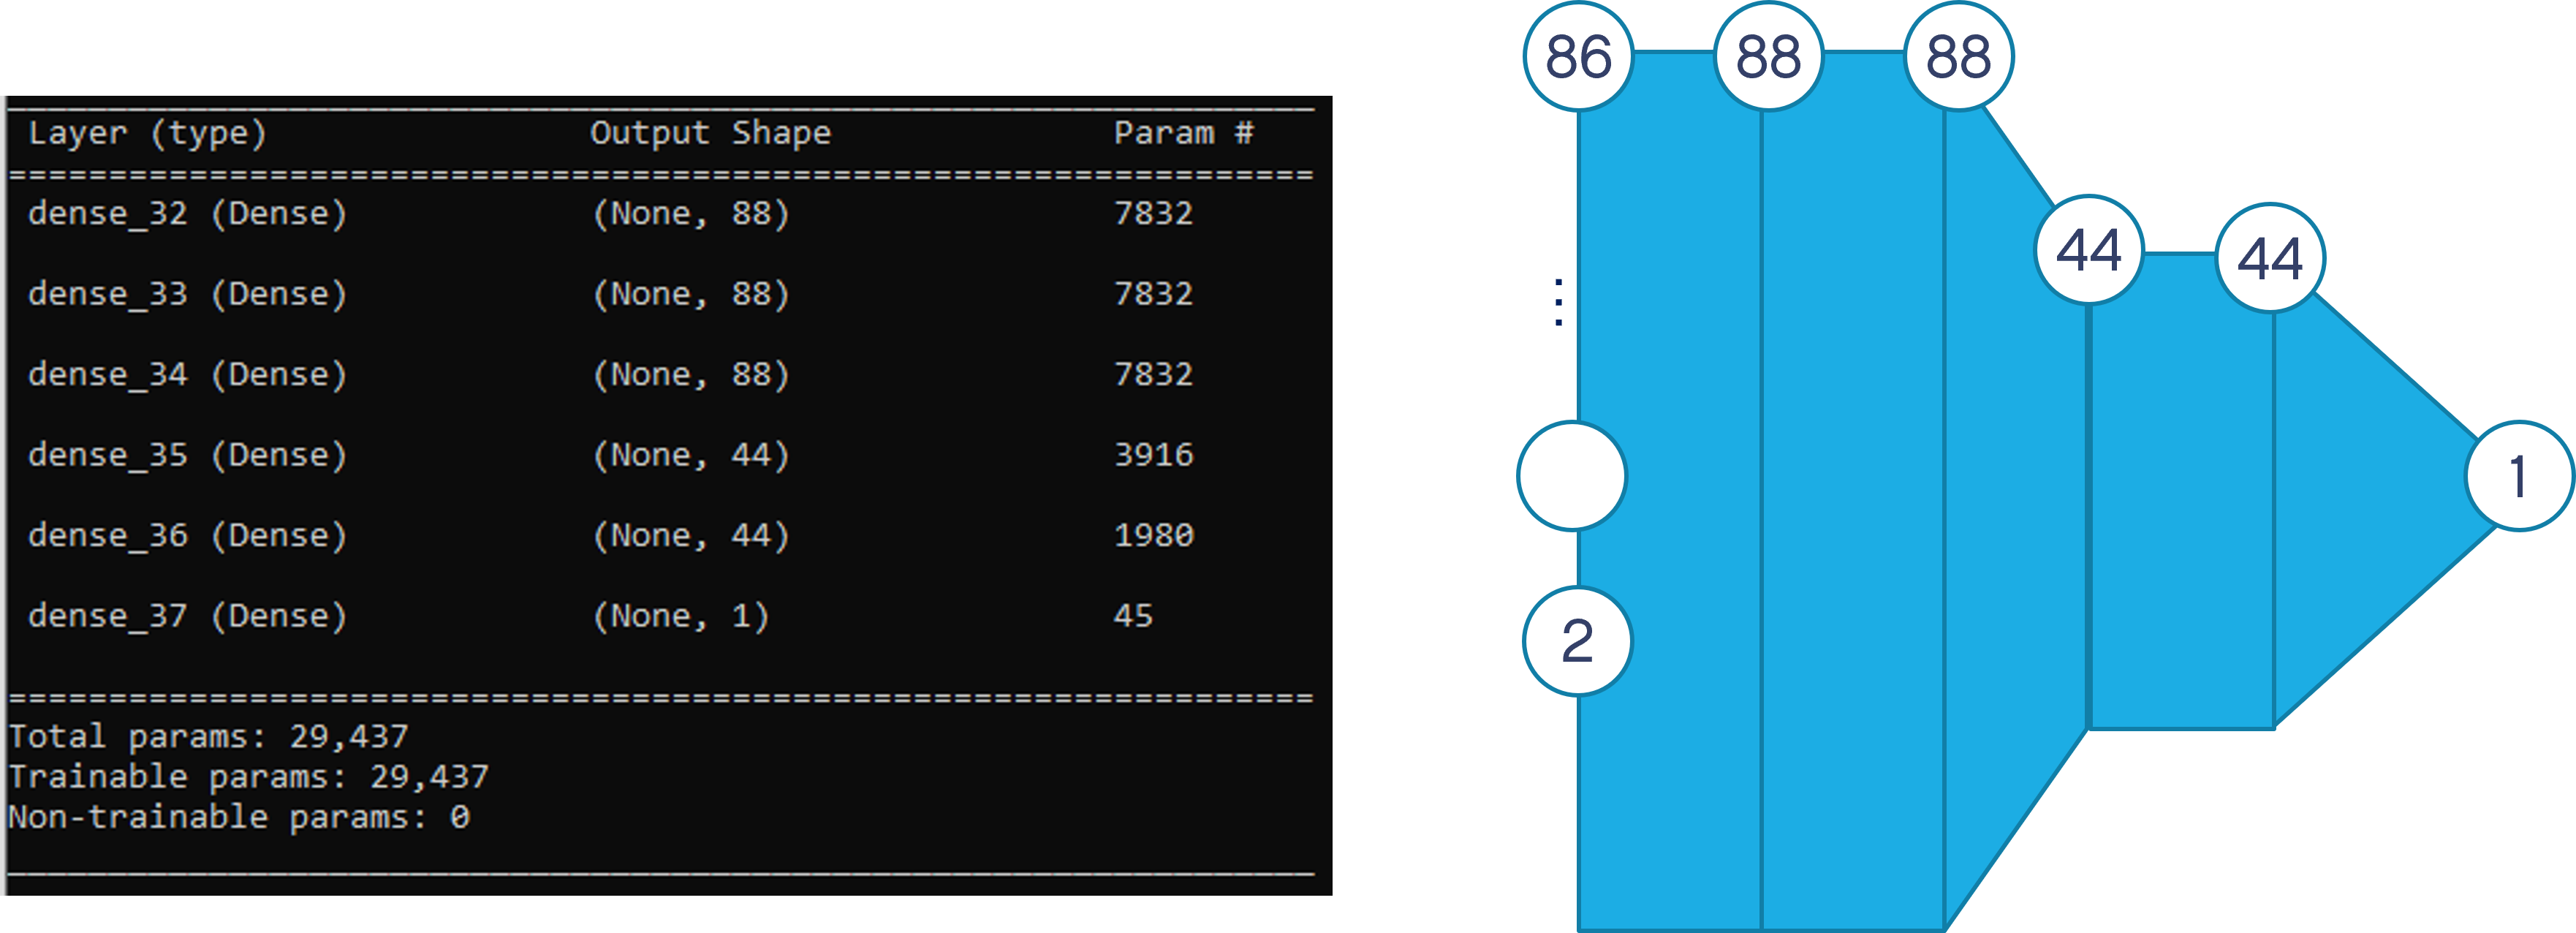 Layer (type) Output Shape Param #
=================================================================
dense_32 (Dense) (None, 88) 7832
dense_33 (Dense) (None, 88) 7832
dense_34 (Dense) (None, 88) 7832
dense_35 (Dense) (None, 44) 3916
dense_36 (Dense) (None, 44) 1980
dense_37 (Dense) (None, 1) 45
=================================================================
Total params: 29,437
Trainable params: 29,437
Non-trainable params: 0
86 88 88
44 44
⋮
1
2